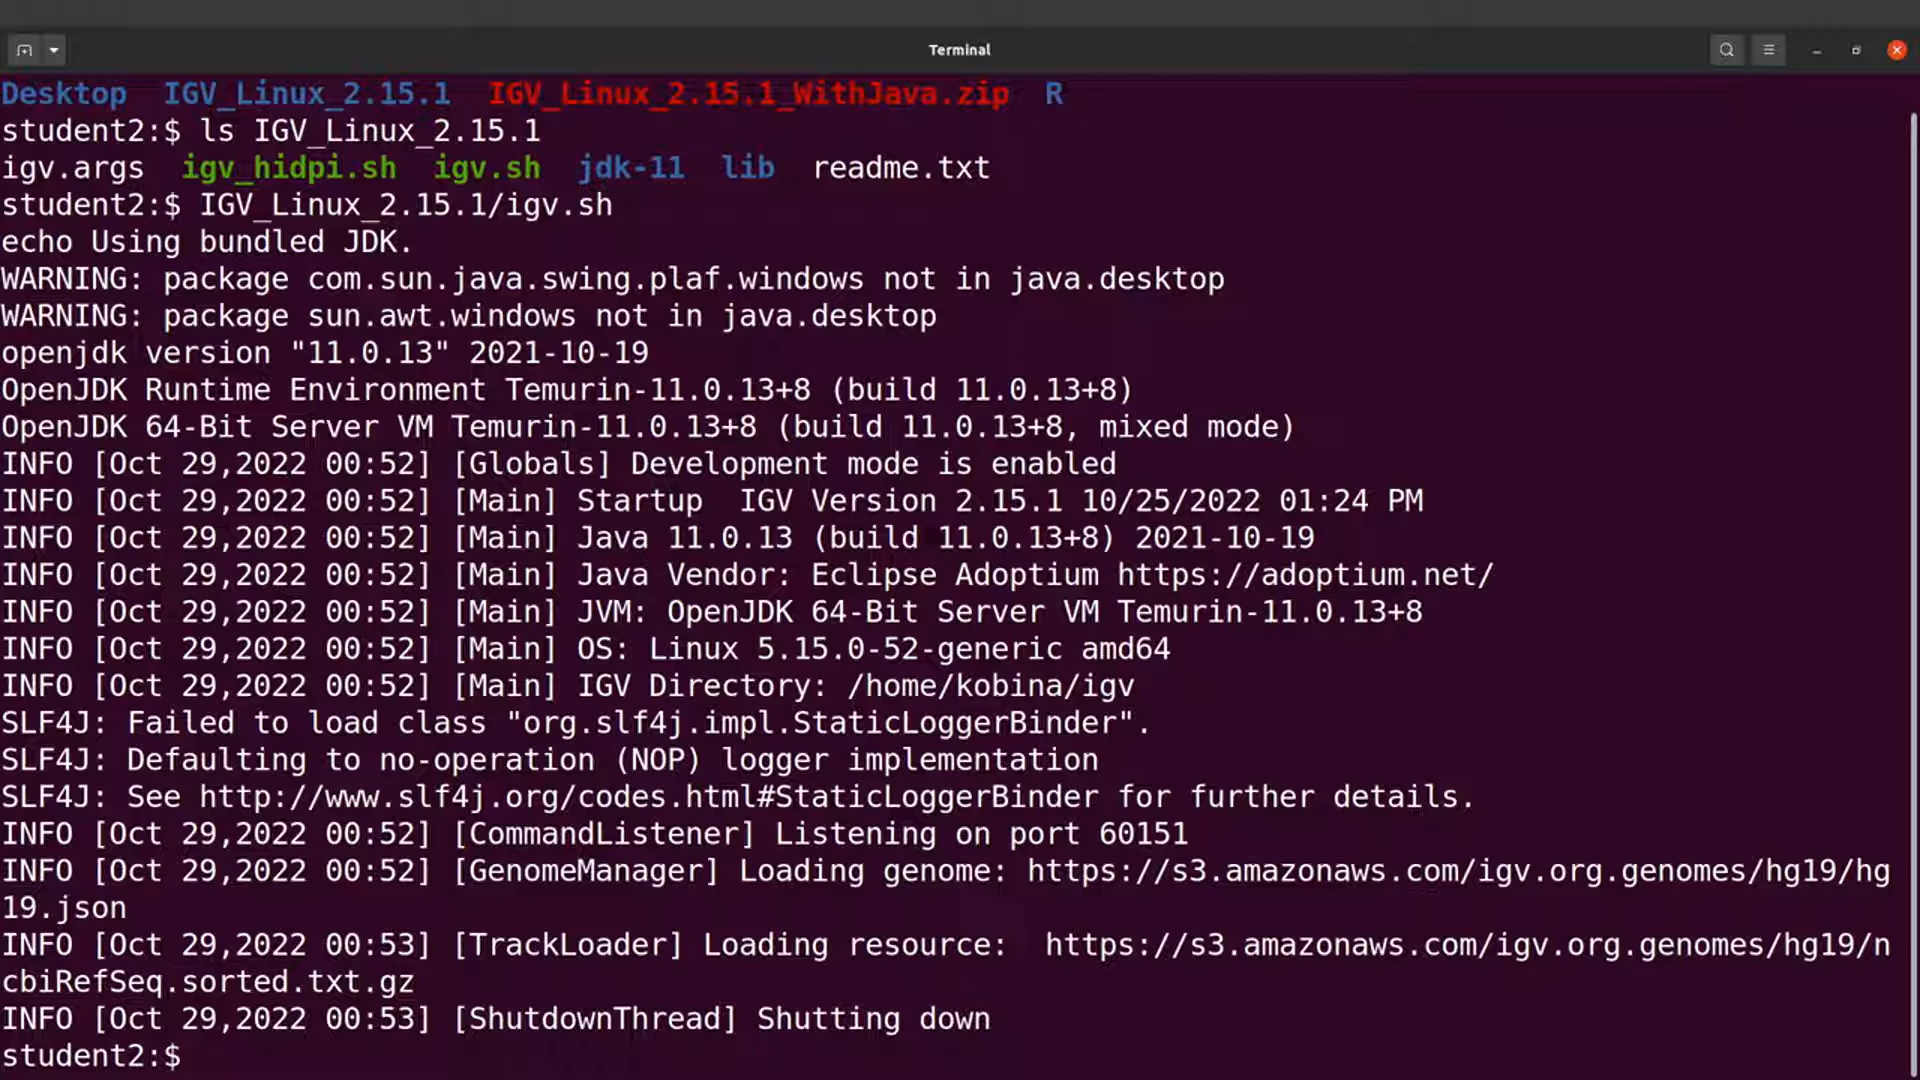 Terminal
Desktop  IGV_Linux_2.15.1  IGV_Linux_2.15.1_WithJava.zip  R
student2:$ ls IGV_Linux_2.15.1
igv.args  igv_hidpi.sh  igv.sh  jdk-11  lib  readme.txt
student2:$ IGV_Linux_2.15.1/igv.sh
echo Using bundled JDK.
WARNING: package com.sun.java.swing.plaf.windows not in java.desktop
WARNING: package sun.awt.windows not in java.desktop
openjdk version "11.0.13" 2021-10-19
OpenJDK Runtime Environment Temurin-11.0.13+8 (build 11.0.13+8)
OpenJDK 64-Bit Server VM Temurin-11.0.13+8 (build 11.0.13+8, mixed mode)
INFO [Oct 29,2022 00:52] [Globals] Development mode is enabled
INFO [Oct 29,2022 00:52] [Main] Startup  IGV Version 2.15.1 10/25/2022 01:24 PM
INFO [Oct 29,2022 00:52] [Main] Java 11.0.13 (build 11.0.13+8) 2021-10-19
INFO [Oct 29,2022 00:52] [Main] Java Vendor: Eclipse Adoptium https://adoptium.net/
INFO [Oct 29,2022 00:52] [Main] JVM: OpenJDK 64-Bit Server VM Temurin-11.0.13+8
INFO [Oct 29,2022 00:52] [Main] OS: Linux 5.15.0-52-generic amd64
INFO [Oct 29,2022 00:52] [Main] IGV Directory: /home/kobina/igv
SLF4J: Failed to load class "org.slf4j.impl.StaticLoggerBinder".
SLF4J: Defaulting to no-operation (NOP) logger implementation
SLF4J: See http://www.slf4j.org/codes.html#StaticLoggerBinder for further details.
INFO [Oct 29,2022 00:52] [CommandListener] Listening on port 60151
INFO [Oct 29,2022 00:52] [GenomeManager] Loading genome: https://s3.amazonaws.com/igv.org.genomes/hg19/hg
19.json
INFO [Oct 29,2022 00:53] [TrackLoader] Loading resource:  https://s3.amazonaws.com/igv.org.genomes/hg19/n
cbiRefSeq.sorted.txt.gz
INFO [Oct 29,2022 00:53] [ShutdownThread] Shutting down
student2:$